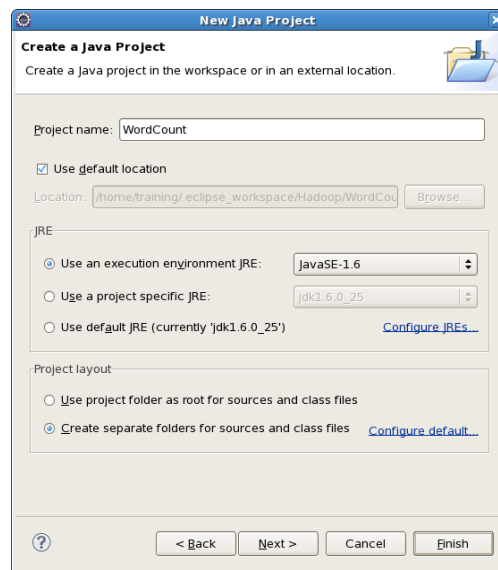 New Java Project
Create a Java Project
Create a Java project in the workspace or in an external location.
Project name: WordCount
Use default location
Location: /home/training/.eclipse_workspace/Hadoop/WordCou Browse...
JRE
Use an execution environment JRE: JavaSE-1.6
Use a project specific JRE: jdk1.6.0_25
Use default JRE (currently 'jdk1.6.0_25') Configure JREs...
Project layout
Use project folder as root for sources and class files
Create separate folders for sources and class files Configure default...
? < Back Next > Cancel Finish